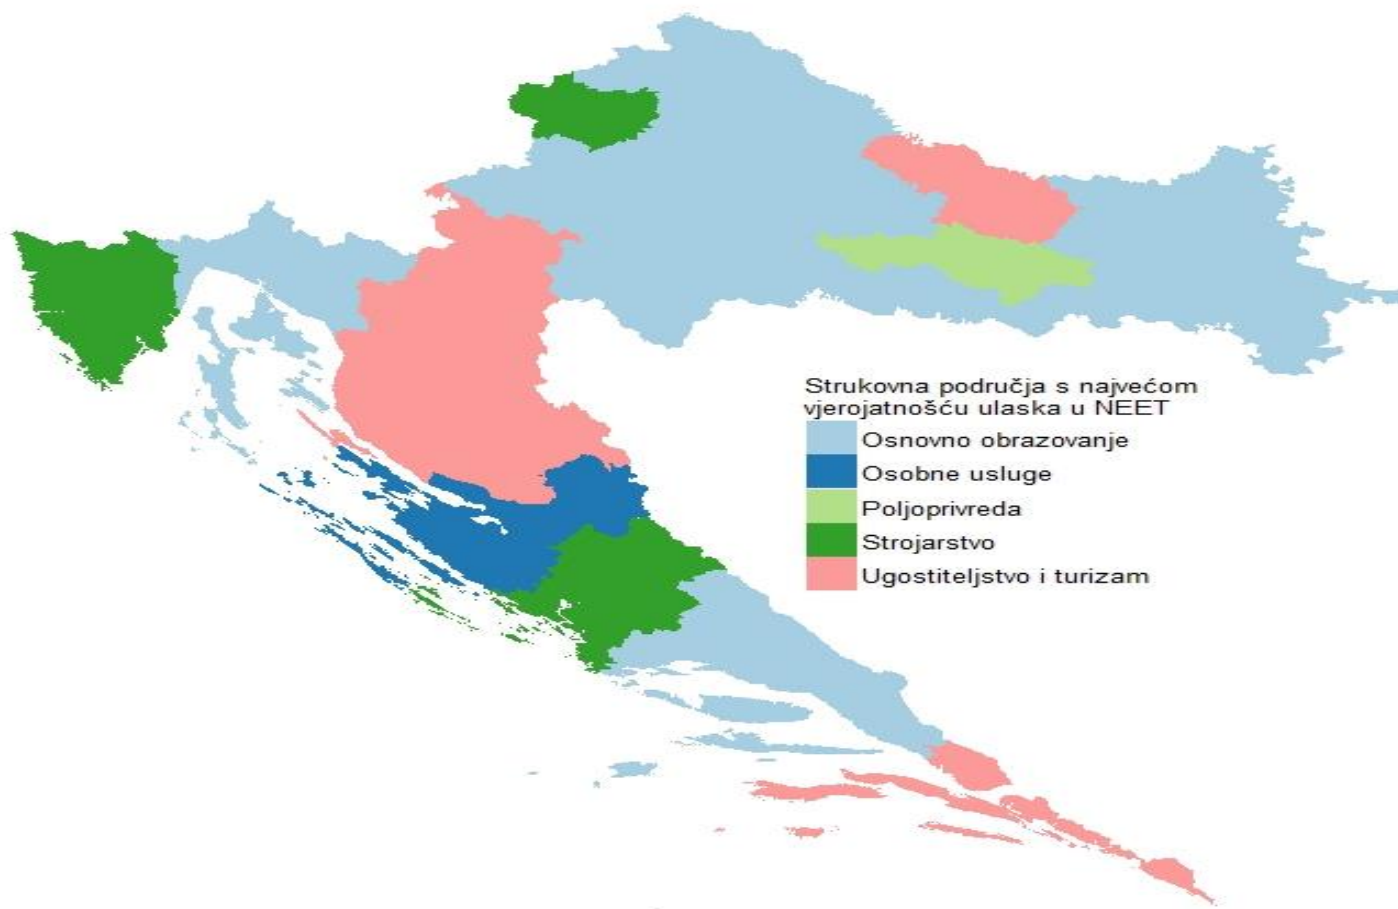 Strukovna područja s najvećom
vjerojatnošću ulaska u NEET
Osnovno obrazovanje
Osobne usluge
Poljoprivreda
Strojarstvo
Ugostiteljstvo i turizam